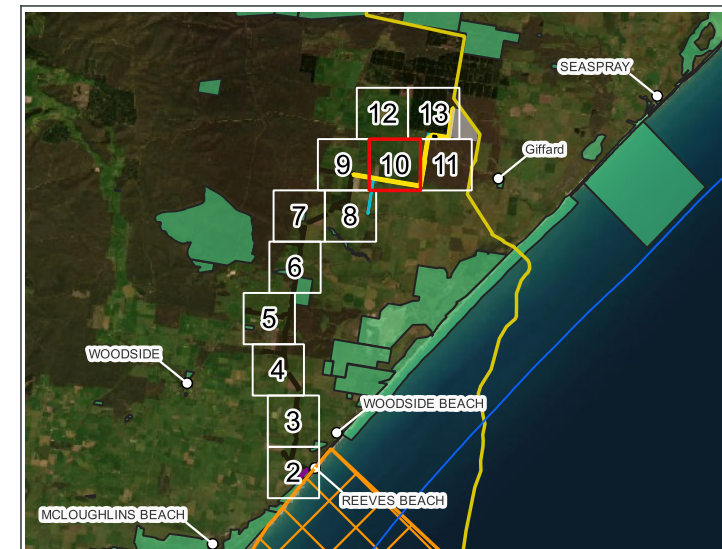 SEASPRAY
12 13
9 10 11
Giffard
7 8
6
5
WOODSIDE
4
WOODSIDE BEACH
3
2
REEVES BEACH
MCLOUGHLINS BEACH